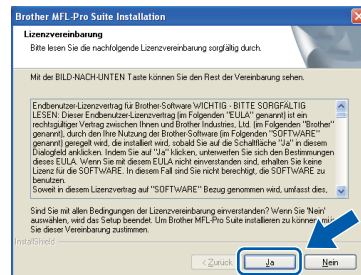 Brother MFL-Pro Suite Installation
Lizenzvereinbarung
Bitte lesen Sie die nachfolgende Lizenzvereinbarung sorgfältig durch.
Mit der BILD-NACH-UNTEN Taste können Sie den Rest der Vereinbarung sehen.
Endbenutzer-Lizenzvertrag für Brother-Software WICHTIG - BITTE SORGFÄLTIG
LESEN: Dieser Endbenutzer-Lizenzvertrag (im Folgenden "EULA" genannt) ist ein
rechtsgültiger Vertrag zwischen Ihnen und Brother Industries, Ltd. (im Folgenden "Brother"
genannt), durch den Ihre Nutzung der Brother-Software (im Folgenden "SOFTWARE"
genannt) geregelt wird, die installiert wird, sobald Sie auf die Schaltfläche "Ja" in diesem
Dialogfeld anklicken. Indem Sie auf "Ja" klicken, unterwerfen Sie sich den Bestimmungen
dieses EULA. Wenn Sie mit diesem EULA nicht einverstanden sind, erhalten Sie keine
Lizenz für die SOFTWARE. In diesem Fall sind Sie nicht berechtigt, die SOFTWARE zu
benutzen.
Soweit in diesem Lizenzvertrag auf "SOFTWARE" Bezug genommen wird, umfasst dies,
Sind Sie mit allen Bedingungen der Lizenzvereinbarung einverstanden? Wenn Sie 'Nein'
auswählen, wird das Setup beendet. Um Brother MFL-Pro Suite installieren zu können,
Sie dieser Vereinbarung zustimmen.
InstallShield
< Zurück
Ja
Nein